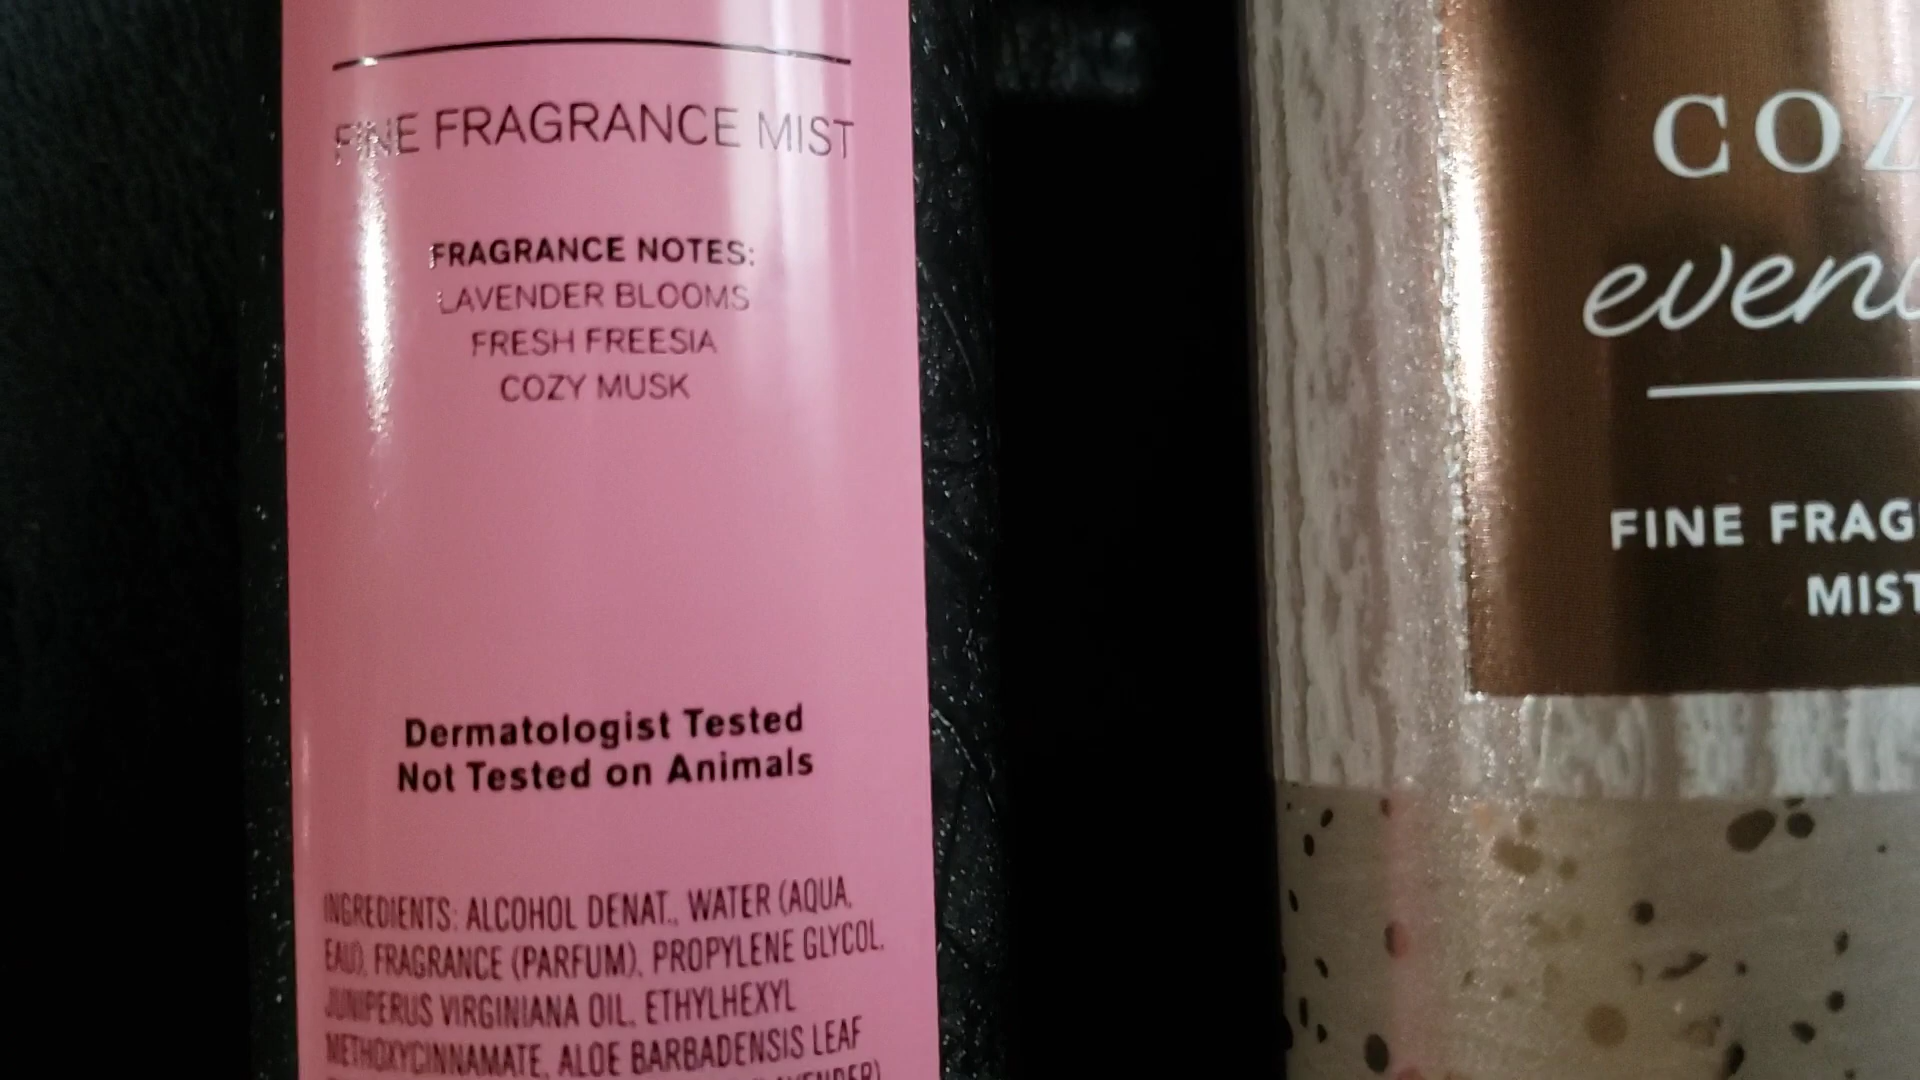 FINE FRAGRANCE MIST
FRAGRANCE NOTES:
LAVENDER BLOOMS
FRESH FREESIA
COZY MUSK
Dermatologist Tested
Not Tested on Animals
INGREDIENTS: ALCOHOL DENAT., WATER (AQUA,
EAU), FRAGRANCE (PARFUM), PROPYLENE GLYCOL,
JUNIPERUS VIRGINIANA OIL, ETHYLHEXYL
METHOXYCINNAMATE, ALOE BARBADENSIS LEAF
COZ
even
FINE FRAG
MIST